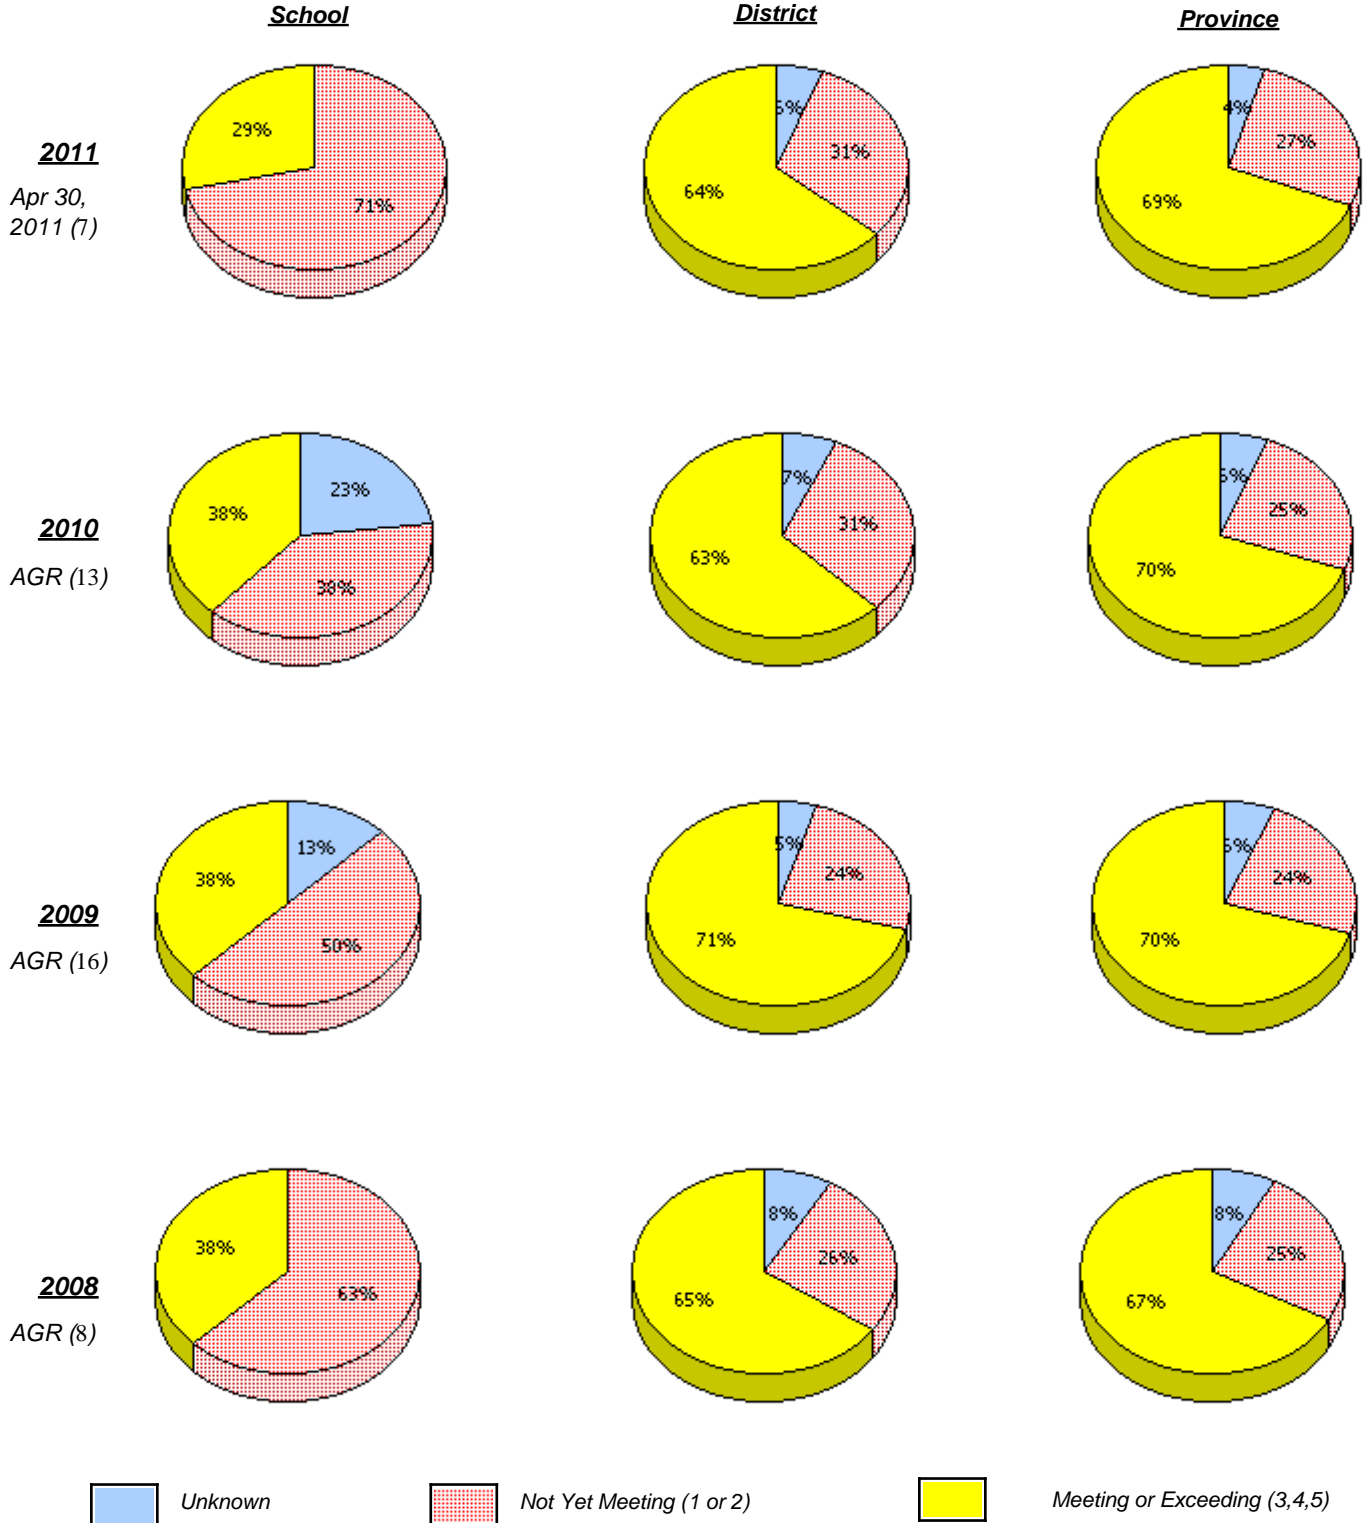 School District Province
29% 71% 64% 31% 69% 4% 27%
2011
Apr 30,
2011 (7)
38% 23% 38% 63% 7% 31% 70% 25%
2010
AGR (13)
38% 13% 50% 71% 5% 24% 70% 24%
2009
AGR (16)
38% 63% 65% 8% 26% 67% 8% 25%
2008
AGR (8)
Unknown Not Yet Meeting (1 or 2) Meeting or Exceeding (3,4,5)